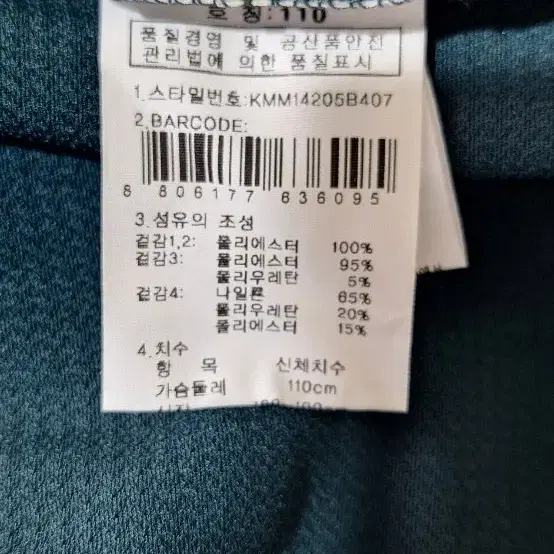 호 칭:110
품질경영 및 공산품안전
관리법에 의한 품질표시
1.스타일번호:KMM14205B407
2.BARCODE:
8 806177 636095
3.섬유의 조성
겉감1,2: 폴리에스터 100%
겉감3: 폴리에스터 95%
폴리우레탄 5%
겉감4: 나일론 65%
폴리우레탄 20%
폴리에스터 15%
4.치수
항 목 신체치수
가슴둘레 110cm